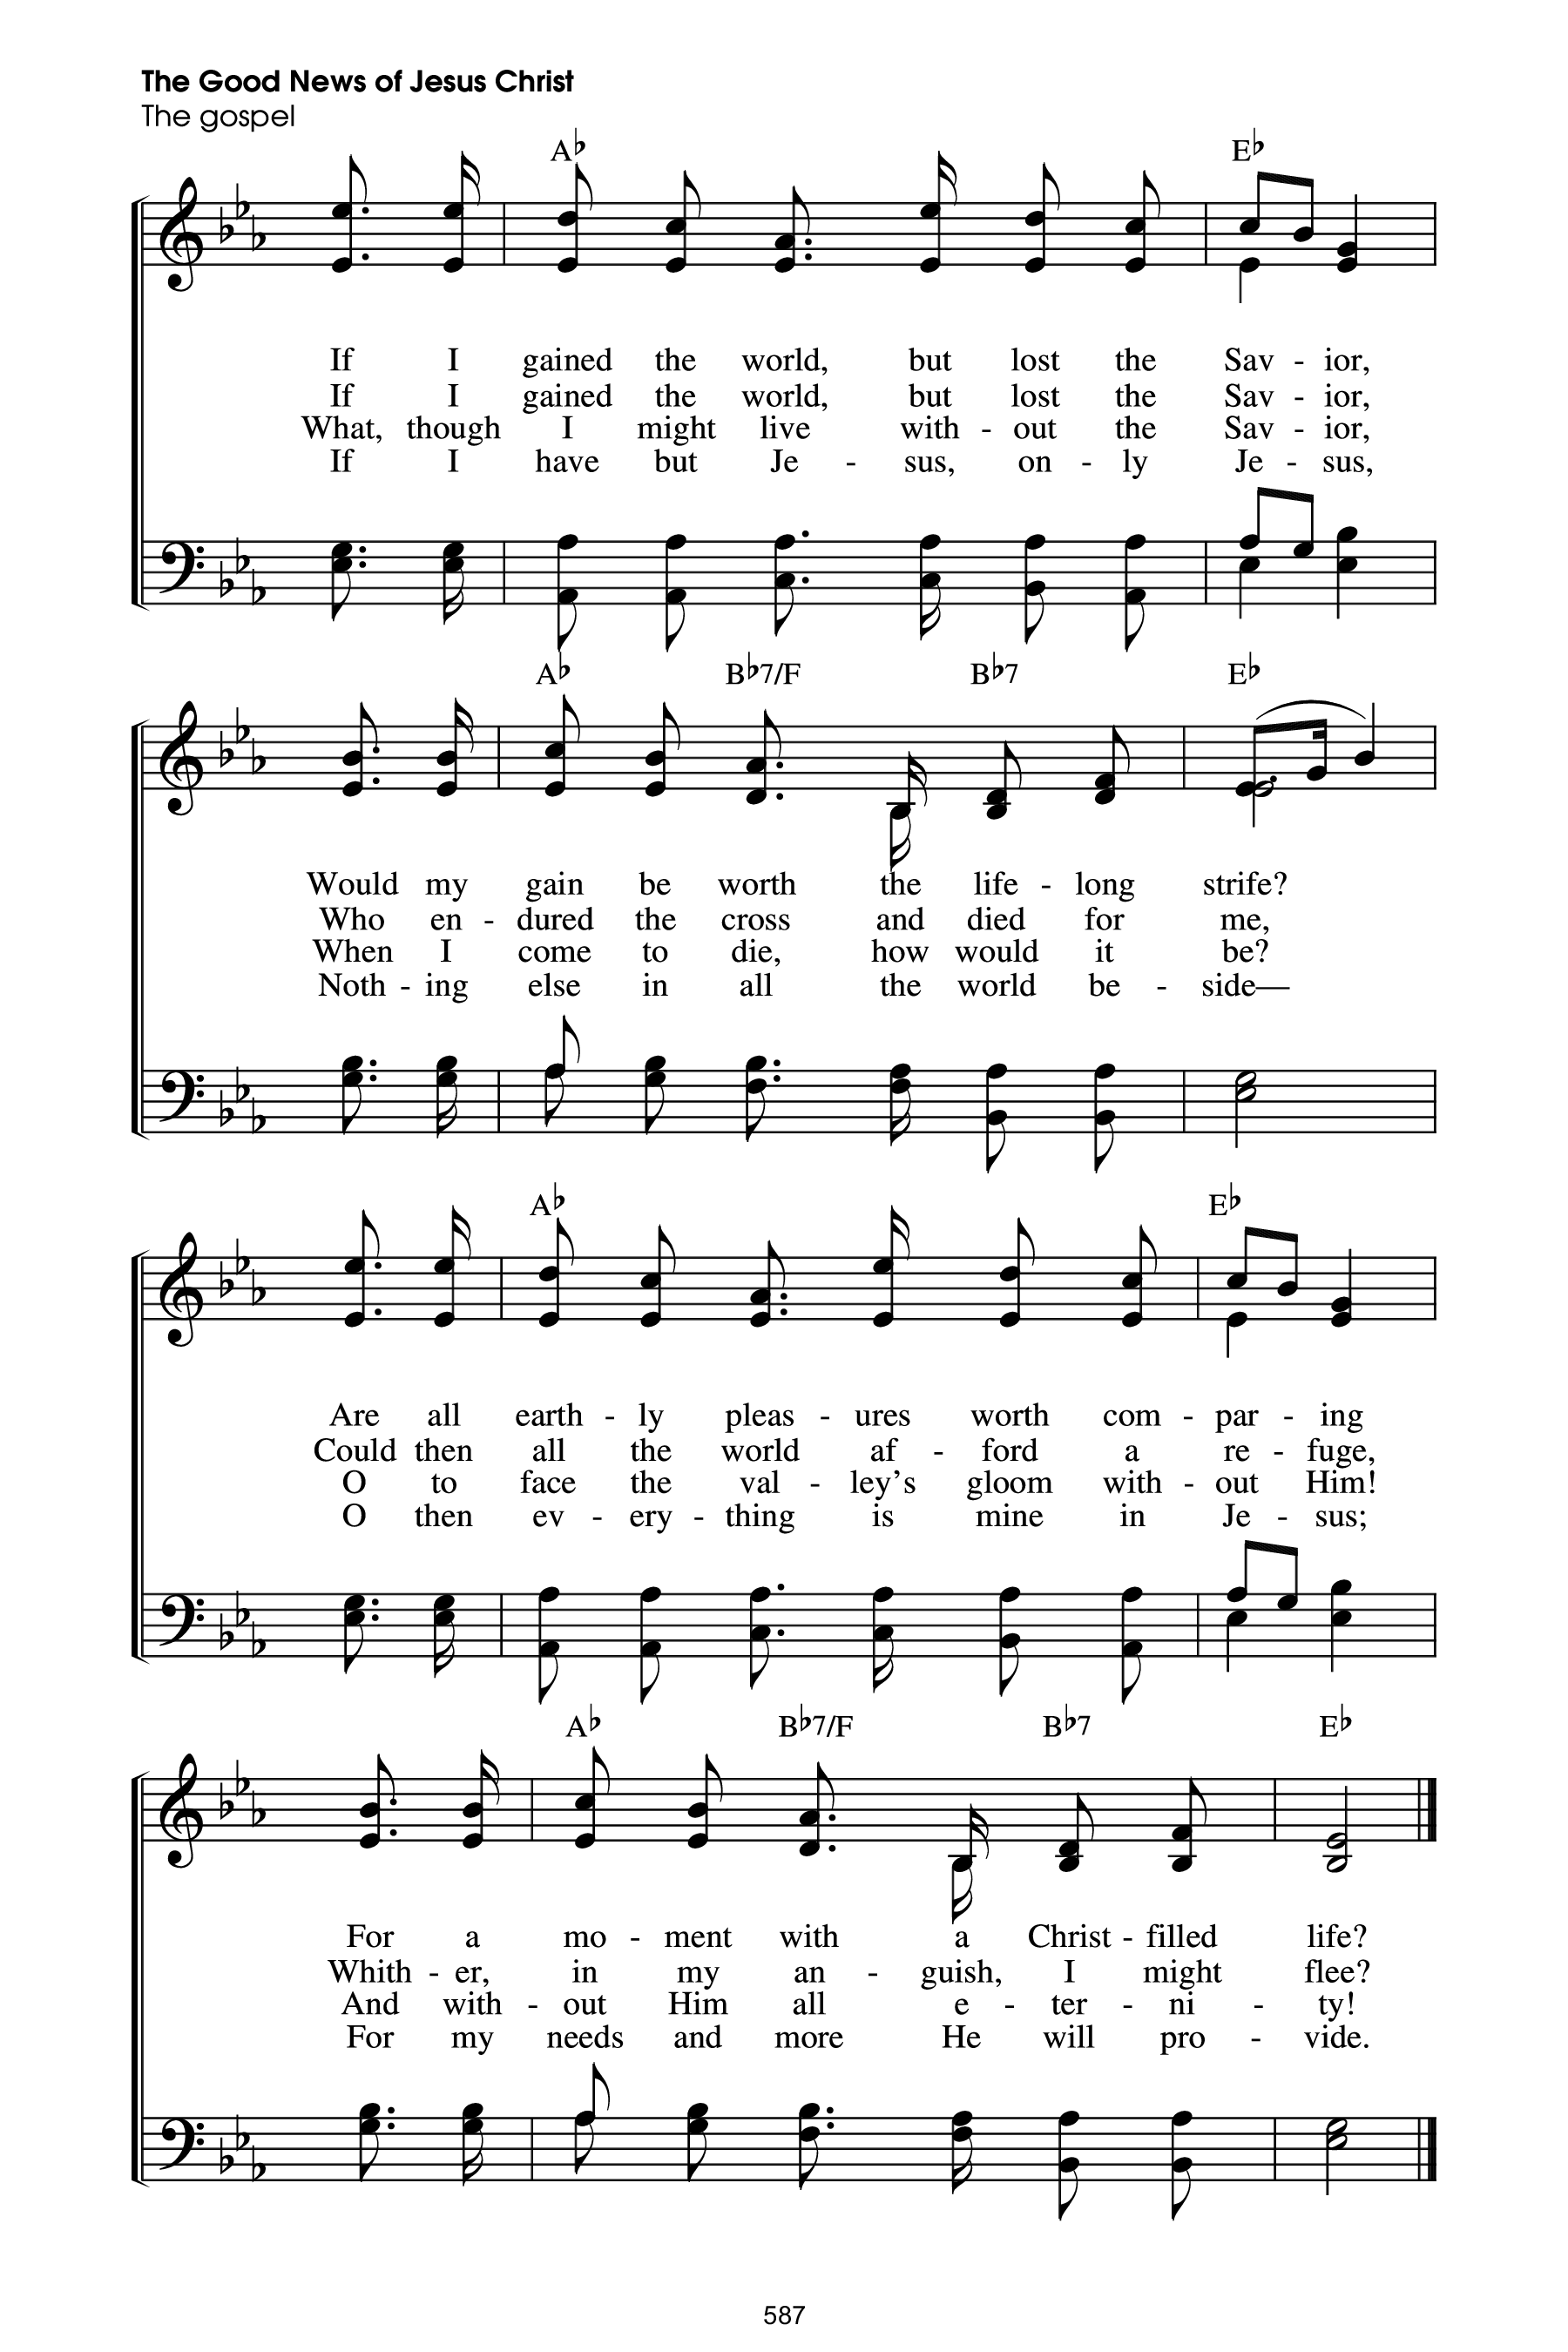 The Good News of Jesus Christ
The gospel
A♭ E♭
If I gained the world, but lost the Sav - ior,
If I gained the world, but lost the Sav - ior,
What, though I might live with - out the Sav - ior,
If I have but Je - sus, on - ly Je - sus,
A♭ B♭7/F B♭7 E♭
Would my gain be worth the life - long strife?
Who en - dured the cross and died for me,
When I come to die, how would it be?
Noth - ing else in all the world be - side—
A♭ E♭
Are all earth - ly pleas - ures worth com - par - ing
Could then all the world af - ford a re - fuge,
O to face the val - ley’s gloom with - out Him!
O then ev - ery - thing is mine in Je - sus;
A♭ B♭7/F B♭7 E♭
For a mo - ment with a Christ - filled life?
Whith - er, in my an - guish, I might flee?
And with - out Him all e - ter - ni - ty!
For my needs and more He will pro - vide.
587